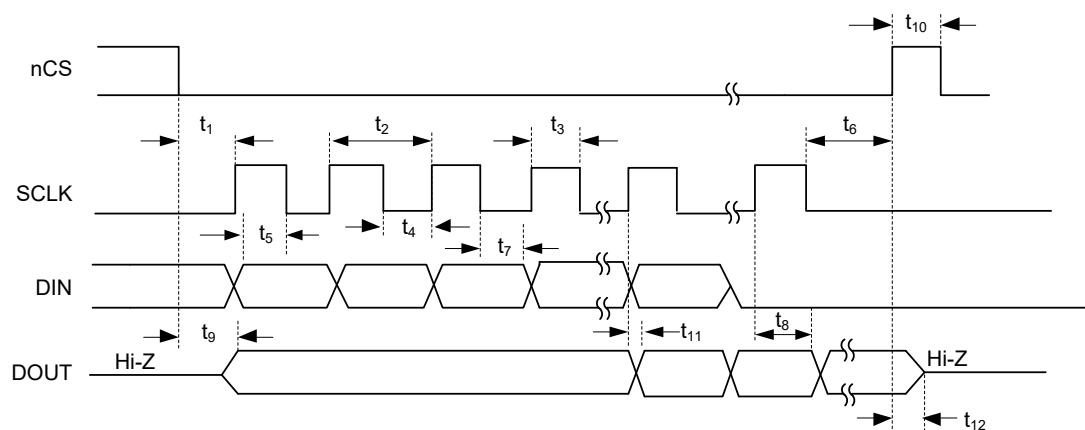 t10
nCS
t1
t2
t3
t6
SCLK
t5
t4
t7
DIN
t9
t11
t8
Hi-Z
Hi-Z
DOUT
t12